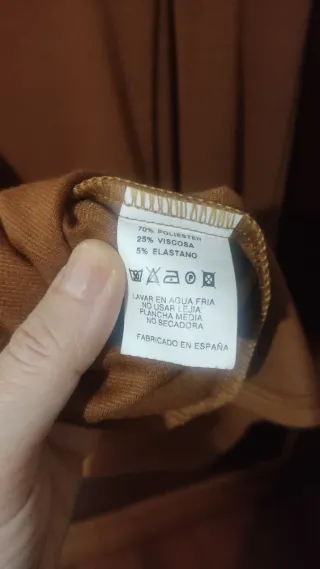 70% POLIESTER
25% VISCOSA
5% ELASTANO
LAVAR EN AGUA FRIA
NO USAR LEJIA
PLANCHA MEDIA
NO SECADORA
FABRICADO EN ESPAÑA